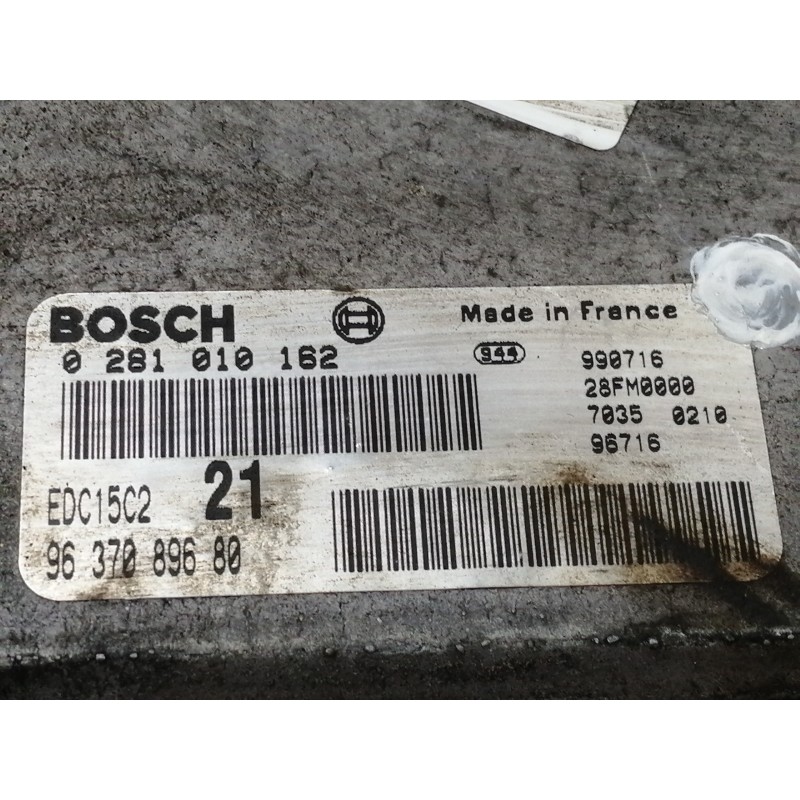 BOSCH Made in France
0 281 010 162 944 990716
28FM0000
7035 0210
96716
EDC15C2 21
96 370 896 80